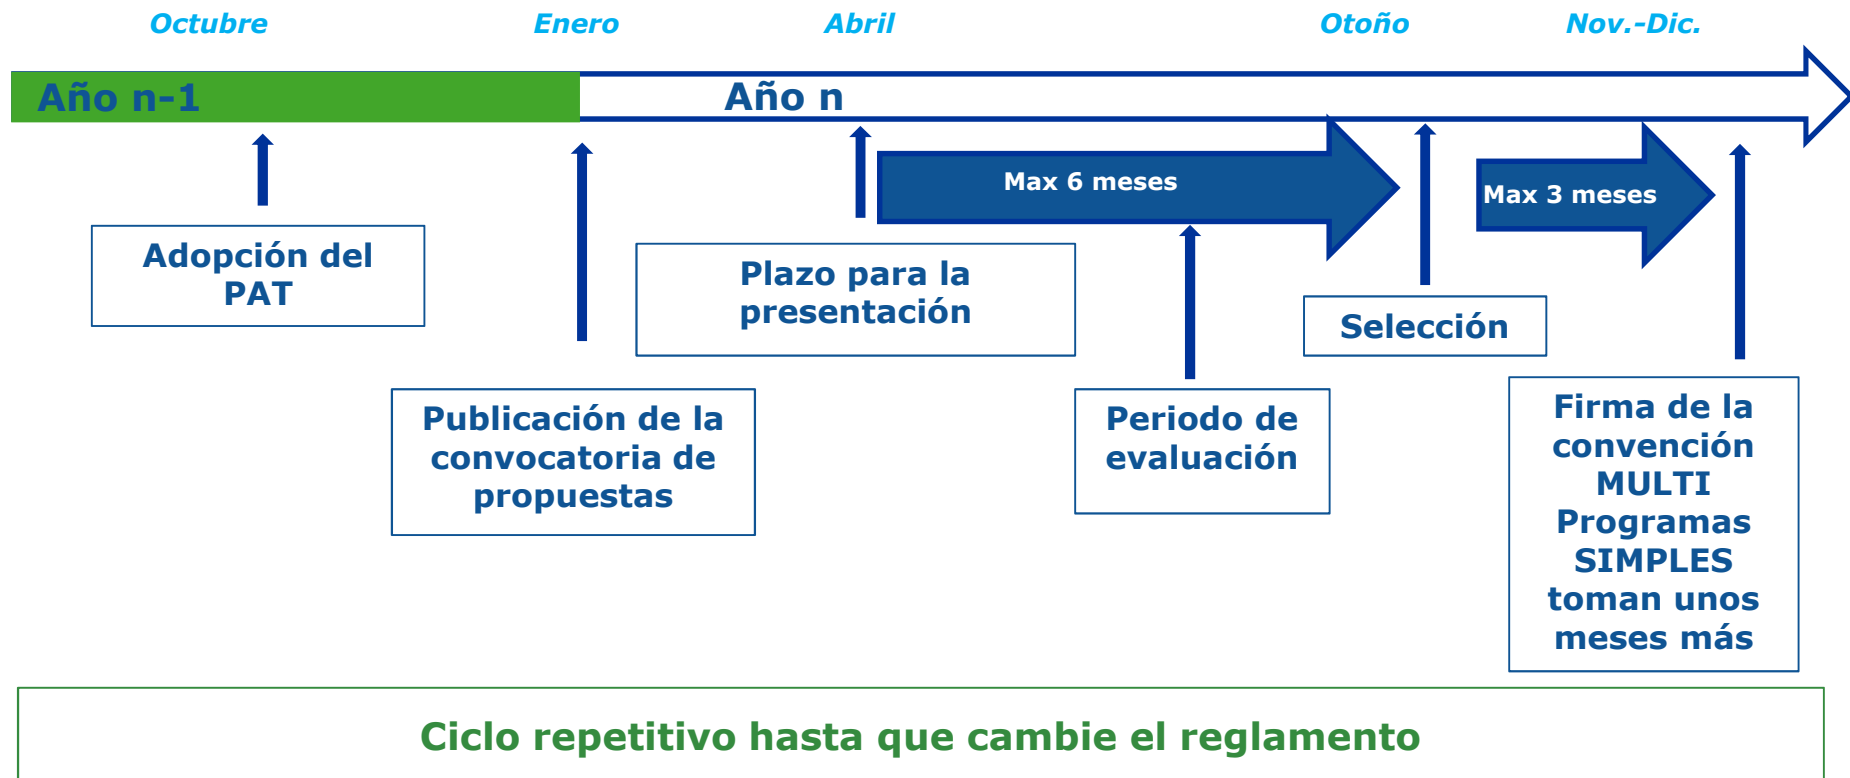 Octubre
Enero
Abril
Otoño
Nov.-Dic.
Año n-1
Año n
Max 6 meses
Max 3 meses
Adopción del
PAT
Plazo para la
presentación
Selección
Publicación de la
convocatoria de
propuestas
Periodo de
evaluación
Firma de la
convención
MULTI
Programas
SIMPLES
toman unos
meses más
Ciclo repetitivo hasta que cambie el reglamento